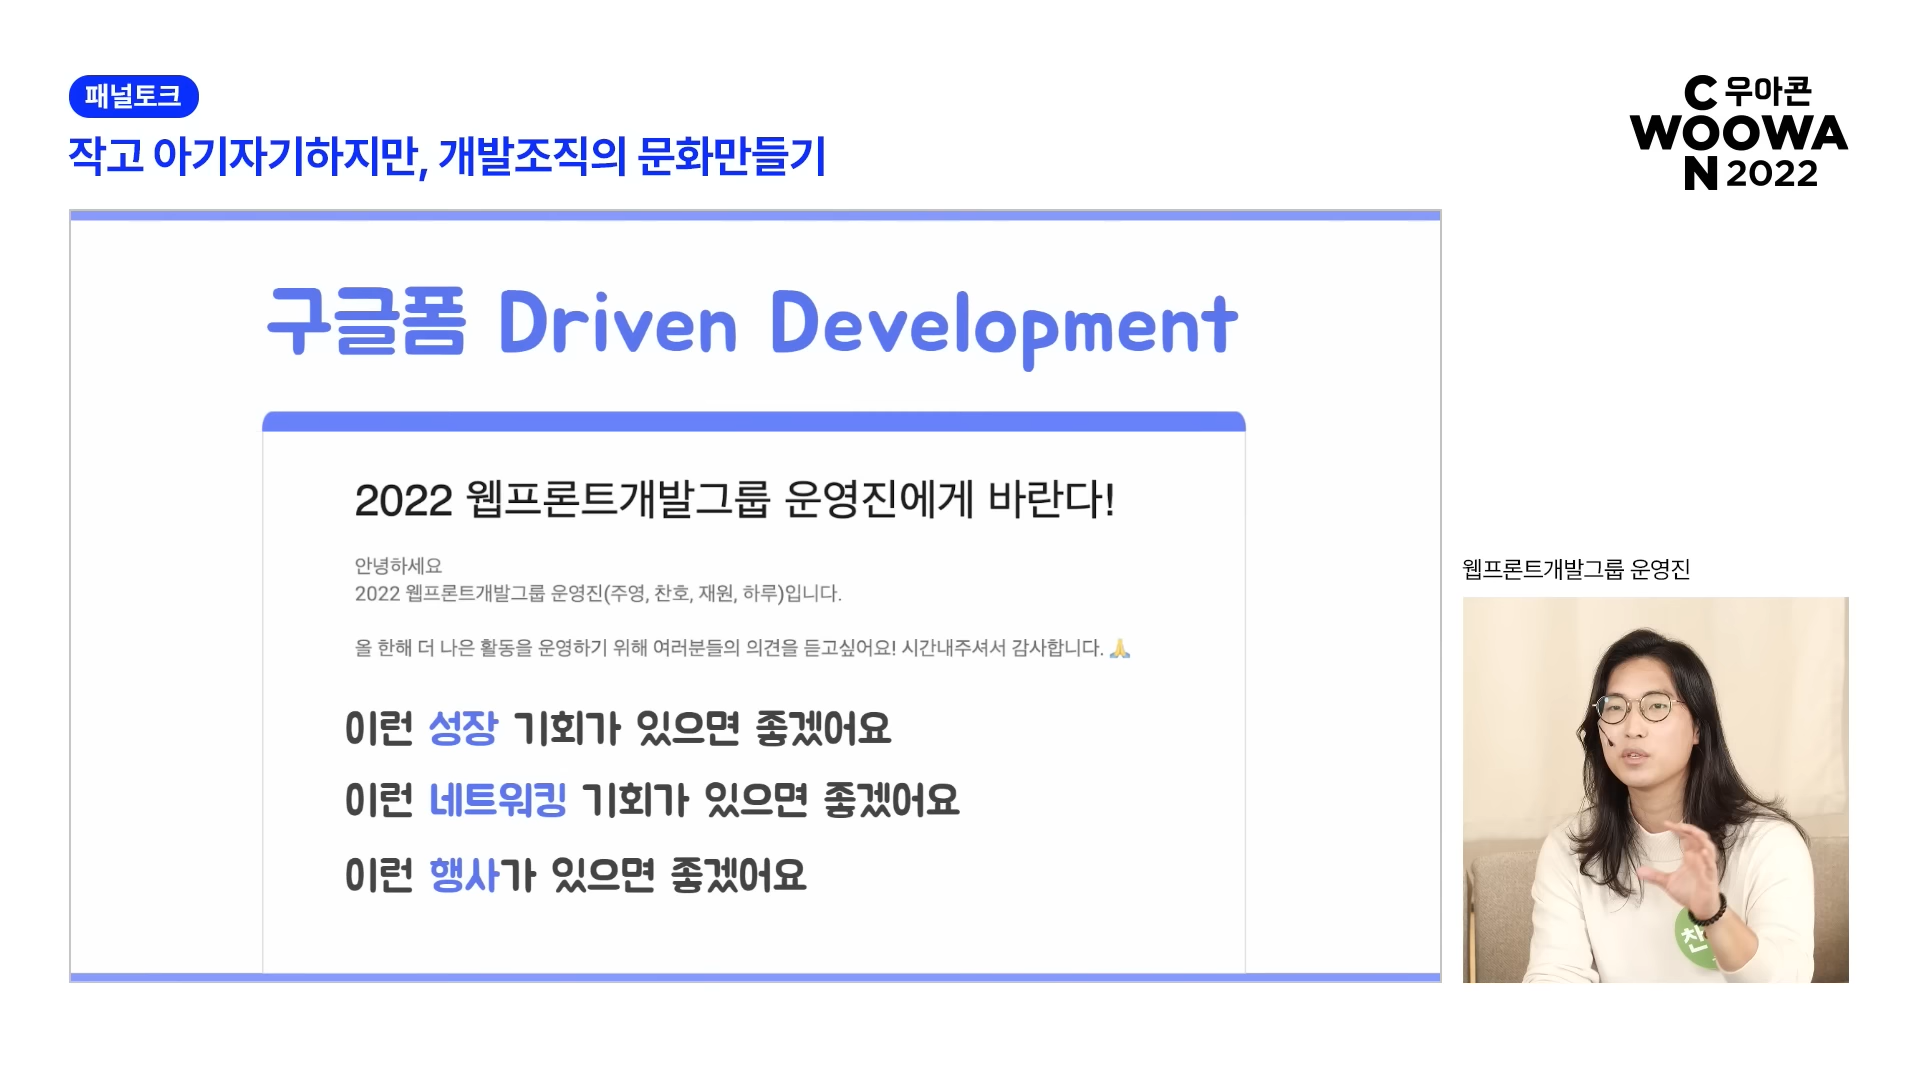 패널토크
작고 아기자기하지만, 개발조직의 문화만들기
C 우아콘
WOOWA
N 2022
구글폼 Driven Development
2022 웹프론트개발그룹 운영진에게 바란다!
안녕하세요
2022 웹프론트개발그룹 운영진(주영, 찬호, 재원, 하루)입니다.
올 한해 더 나은 활동을 운영하기 위해 여러분들의 의견을 듣고싶어요! 시간내주셔서 감사합니다. 🙏
이런 성장 기회가 있으면 좋겠어요
이런 네트워킹 기회가 있으면 좋겠어요
이런 행사가 있으면 좋겠어요
웹프론트개발그룹 운영진
찬